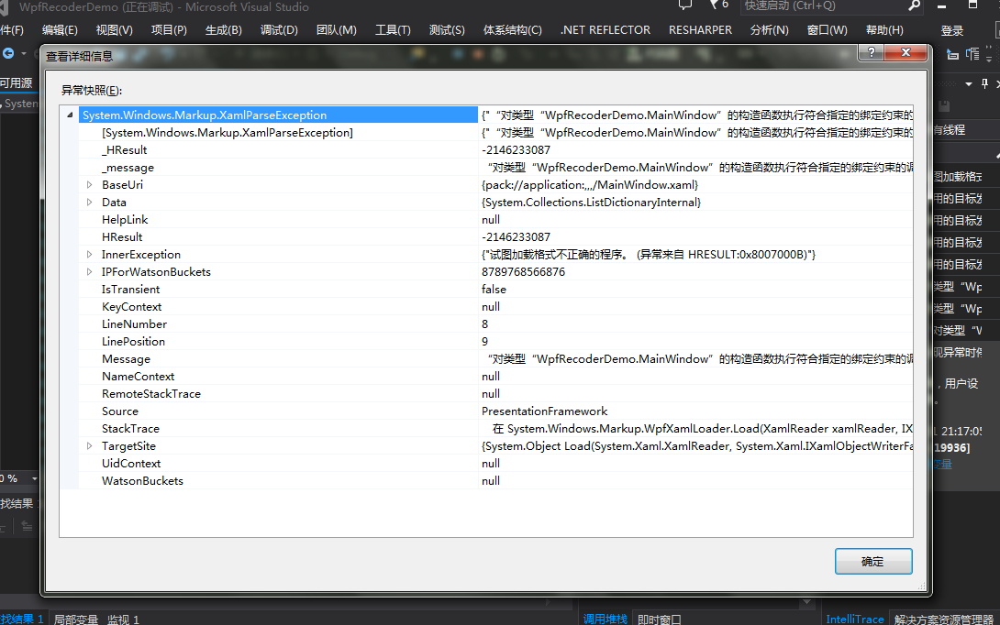 WpfRecoderDemo (正在调试) - Microsoft Visual Studio
6
快速启动 (Ctrl+Q)
件(F) 编辑(E) 视图(V) 项目(P) 生成(B) 调试(D) 团队(M) 工具(T) 测试(S) 体系结构(C) .NET REFLECTOR RESHARPER 分析(N) 窗口(W) 帮助(H) 登录
查看详细信息
可用源
System
异常快照(E):
System.Windows.Markup.XamlParseException {"“对类型“WpfRecoderDemo.MainWindow”的构造函数执行符合指定的绑定约束的
[System.Windows.Markup.XamlParseException] {"“对类型“WpfRecoderDemo.MainWindow”的构造函数执行符合指定的绑定约束的
_HResult -2146233087
_message “对类型“WpfRecoderDemo.MainWindow”的构造函数执行符合指定的绑定约束的调
BaseUri {pack://application:,,,/MainWindow.xaml}
Data {System.Collections.ListDictionaryInternal}
HelpLink null
HResult -2146233087
InnerException {"试图加载格式不正确的程序。 (异常来自 HRESULT:0x8007000B)"}
IPForWatsonBuckets 8789768566876
IsTransient false
KeyContext null
LineNumber 8
LinePosition 9
Message “对类型“WpfRecoderDemo.MainWindow”的构造函数执行符合指定的绑定约束的调
NameContext null
RemoteStackTrace null
Source PresentationFramework
StackTrace 在 System.Windows.Markup.WpfXamlLoader.Load(XamlReader xamlReader, IX
TargetSite {System.Object Load(System.Xaml.XamlReader, System.Xaml.IXamlObjectWriterFa
UidContext null
WatsonBuckets null
确定
有线程
图加载格式
用的目标发
用的目标发
用的目标发
用的目标发
类型“Wp
类型“Wp
对类型“W
现异常时停
，用户设
。
1 21:17:05
19936]
变量
0 %
找结果
找结果 1 局部变量 监视 1 调用堆栈 即时窗口 IntelliTrace 解决方案资源管理器